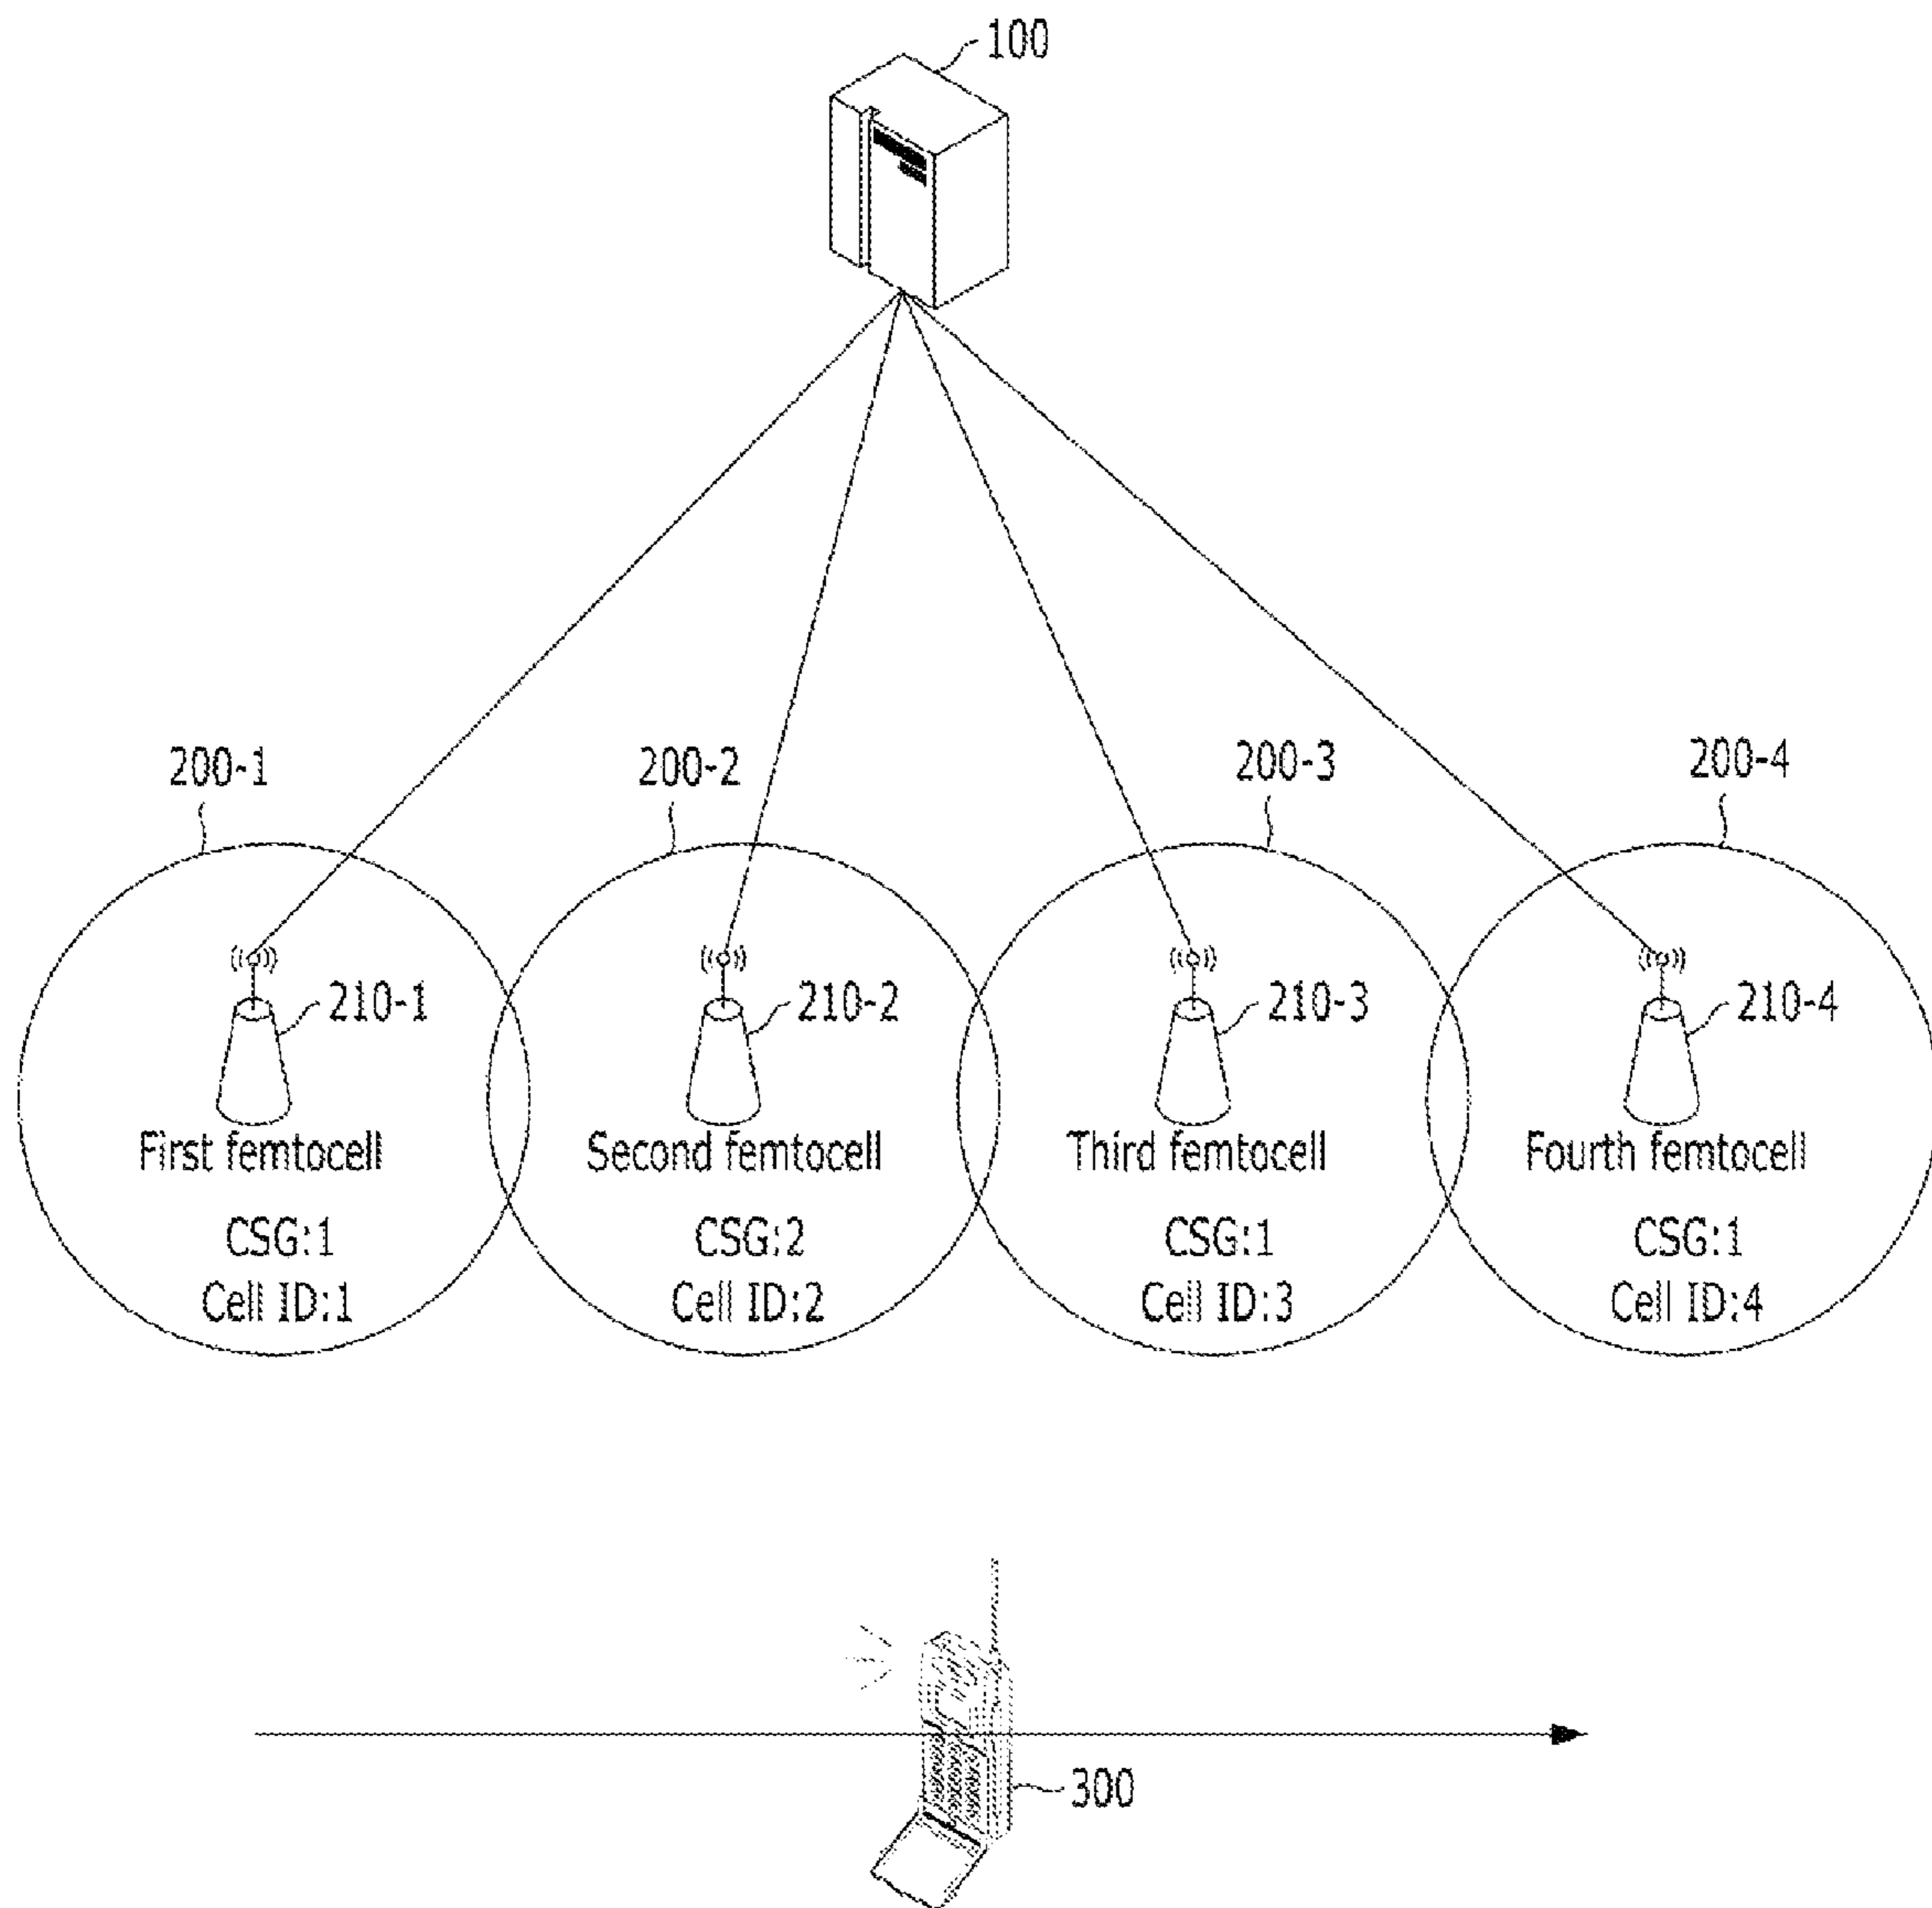 100
200-1
200-2
200-3
200-4
210-1
210-2
210-3
210-4
First femtocell
Second femtocell
Third femtocell
Fourth femtocell
CSG:1
CSG:2
CSG:1
CSG:1
Cell ID:1
Cell ID:2
Cell ID:3
Cell ID:4
300